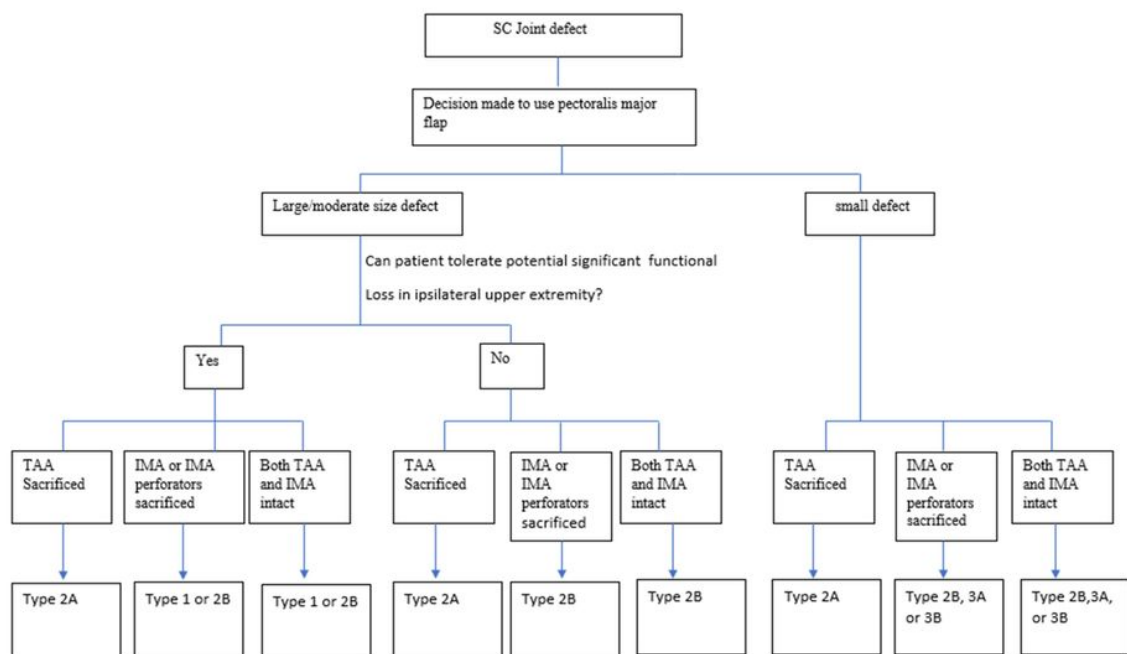 SC Joint defect
Decision made to use pectoralis major
flap
Large/moderate size defect
small defect
Can patient tolerate potential significant functional
Loss in ipsilateral upper extremity?
Yes
No
TAA
Sacrificed
IMA or IMA
perforators
sacrificed
Both TAA
and IMA
intact
TAA
Sacrificed
IMA or
IMA
perforators
sacrificed
Both TAA
and IMA
intact
TAA
Sacrificed
IMA or
IMA
perforators
sacrificed
Both TAA
and IMA
intact
Type 2A
Type 1 or 2B
Type 1 or 2B
Type 2A
Type 2B
Type 2B
Type 2A
Type 2B, 3A
or 3B
Type 2B,3A,
or 3B